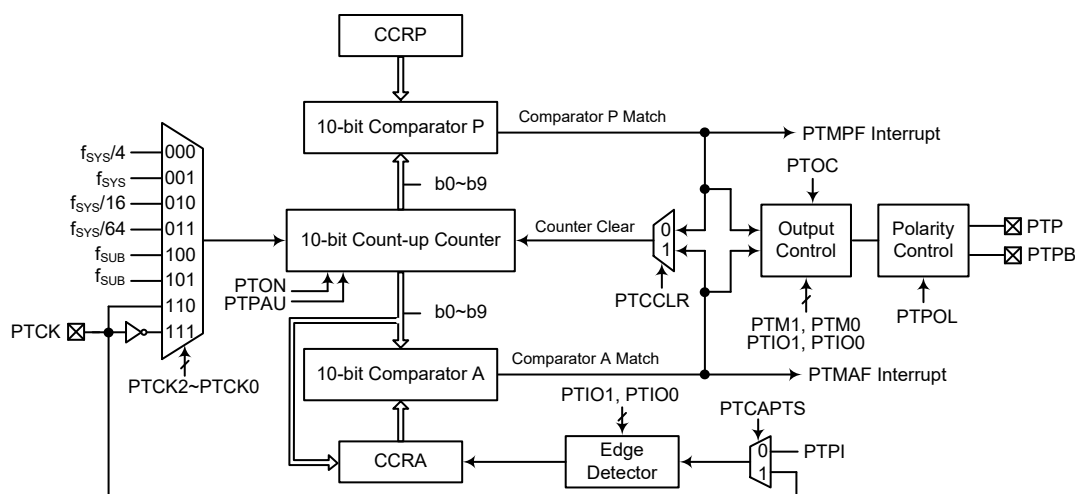 CCRP
10-bit Comparator P
Comparator P Match
PTMPF Interrupt
b0~b9
PTOC
fSYS/4
000
fSYS
001
fSYS/16
010
fSYS/64
011
fSUB
100
fSUB
101
110
111
10-bit Count-up Counter
Counter Clear
0
1
PTCCLR
Output
Control
Polarity
Control
PTP
PTPB
PTON
PTPAU
b0~b9
PTM1, PTM0
PTIO1, PTIO0
PTPOL
PTCK
PTCK2~PTCK0
10-bit Comparator A
Comparator A Match
PTMAF Interrupt
PTIO1, PTIO0
PTCAPTS
CCRA
Edge
Detector
0
1
PTPI